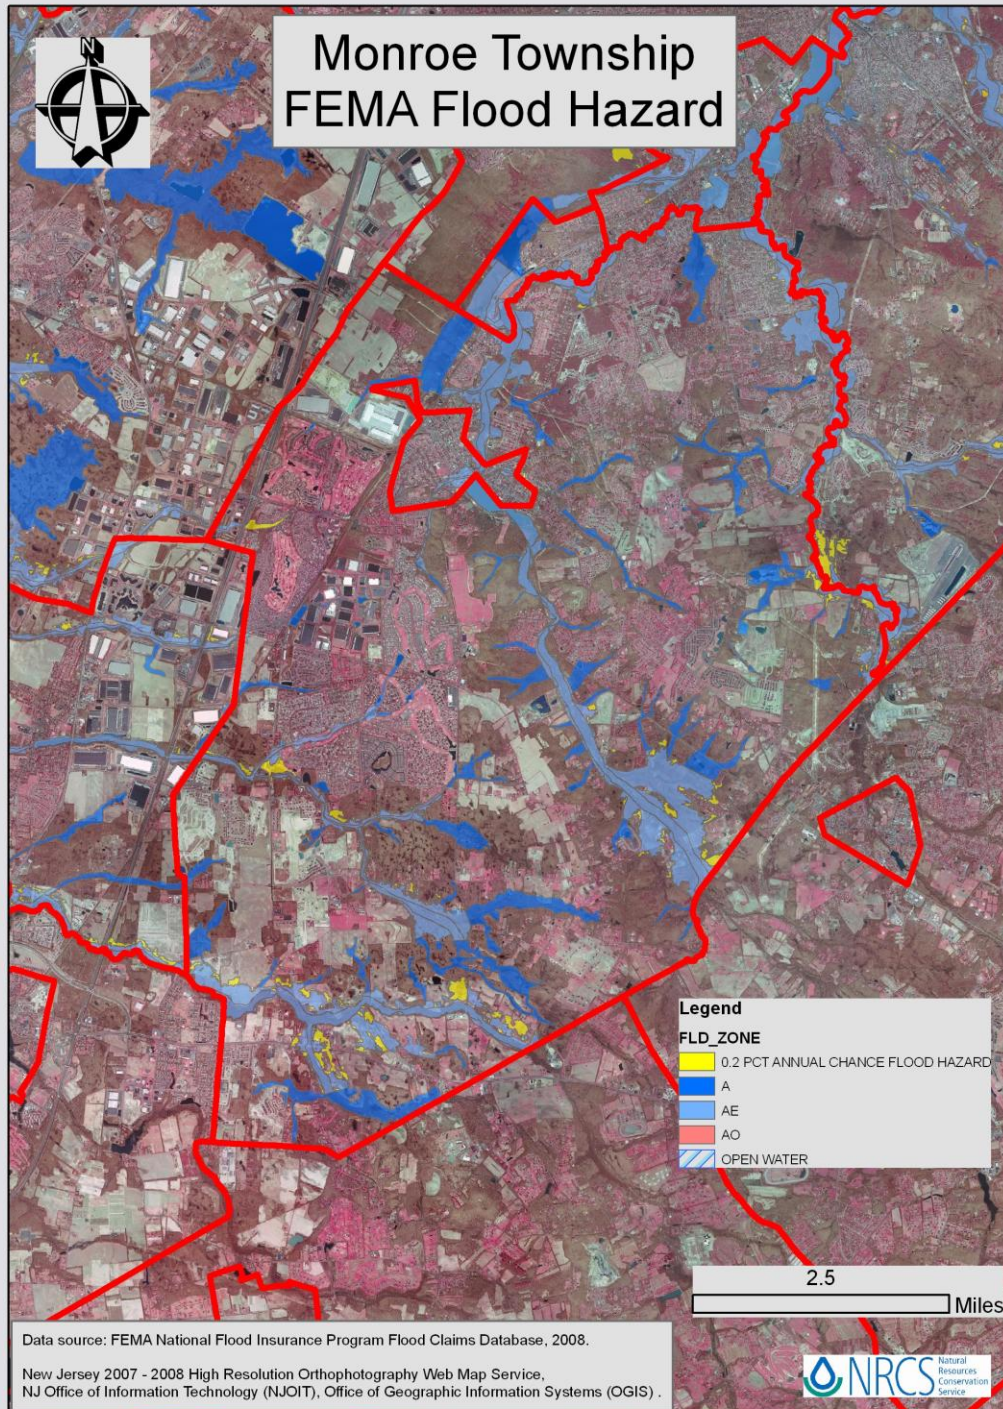 N
Monroe Township
FEMA Flood Hazard
Legend
FLD_ZONE
0.2 PCT ANNUAL CHANCE FLOOD HAZARD
A
AE
AO
OPEN WATER
2.5
Miles
Data source: FEMA National Flood Insurance Program Flood Claims Database, 2008.
New Jersey 2007 - 2008 High Resolution Orthophotography Web Map Service,
NJ Office of Information Technology (NJOIT), Office of Geographic Information Systems (OGIS) .
NRCS
Natural
Resources
Conservation
Service